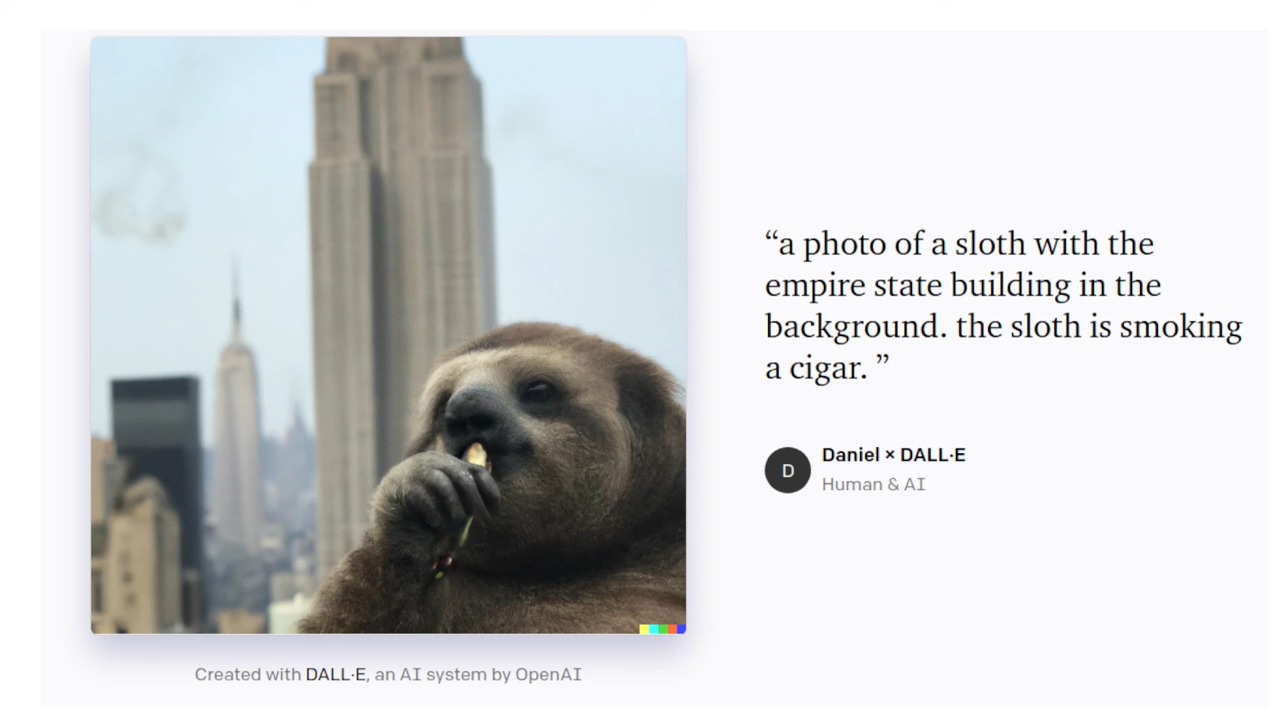 “a photo of a sloth with the
empire state building in the
background. the sloth is smoking
a cigar. ”
D
Daniel × DALL·E
Human & AI
Created with DALL·E, an AI system by OpenAI